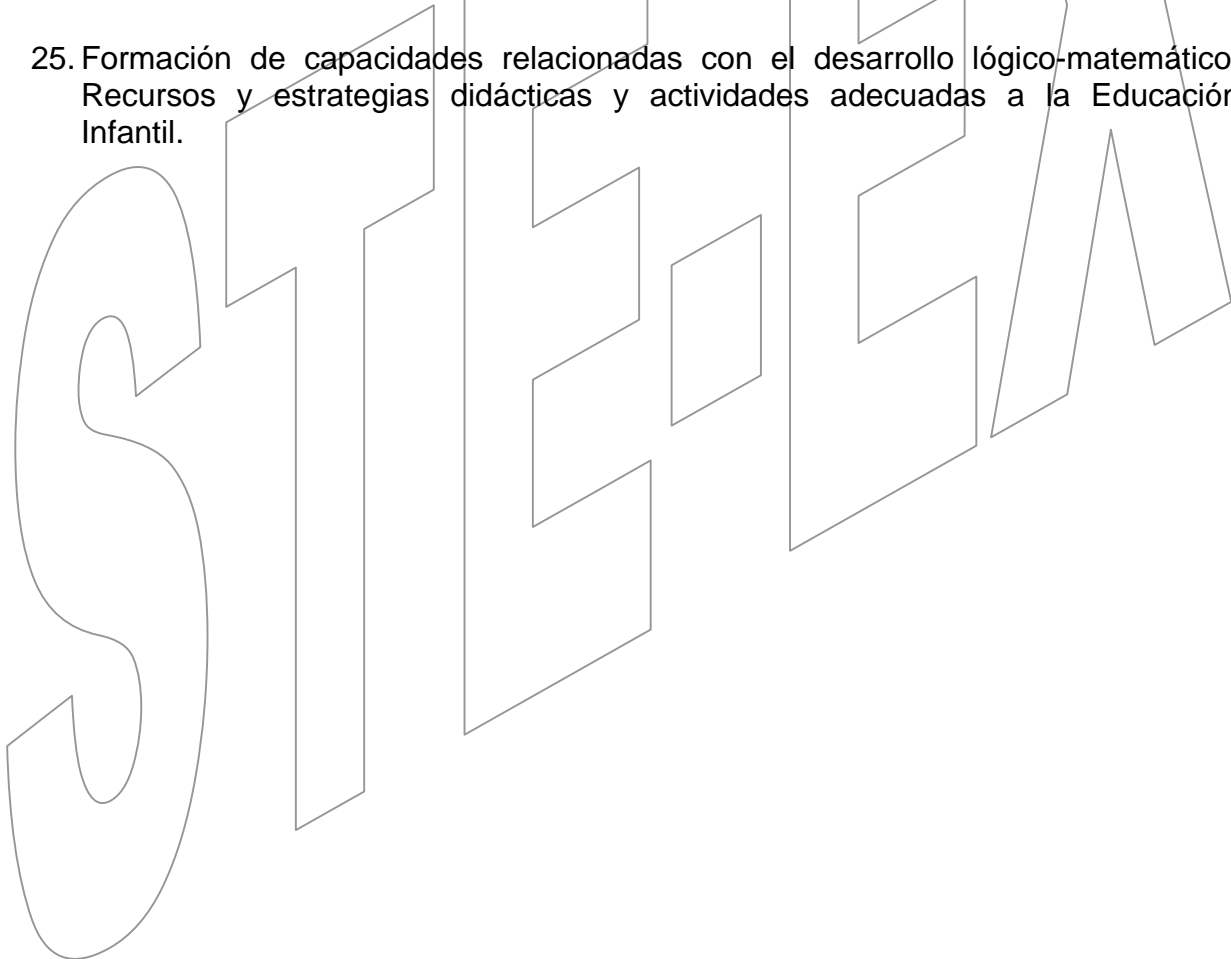 25. Formación de capacidades relacionadas con el desarrollo lógico-matemático
Recursos y estrategias didácticas y actividades adecuadas a la Educación
Infantil.
STE-EX